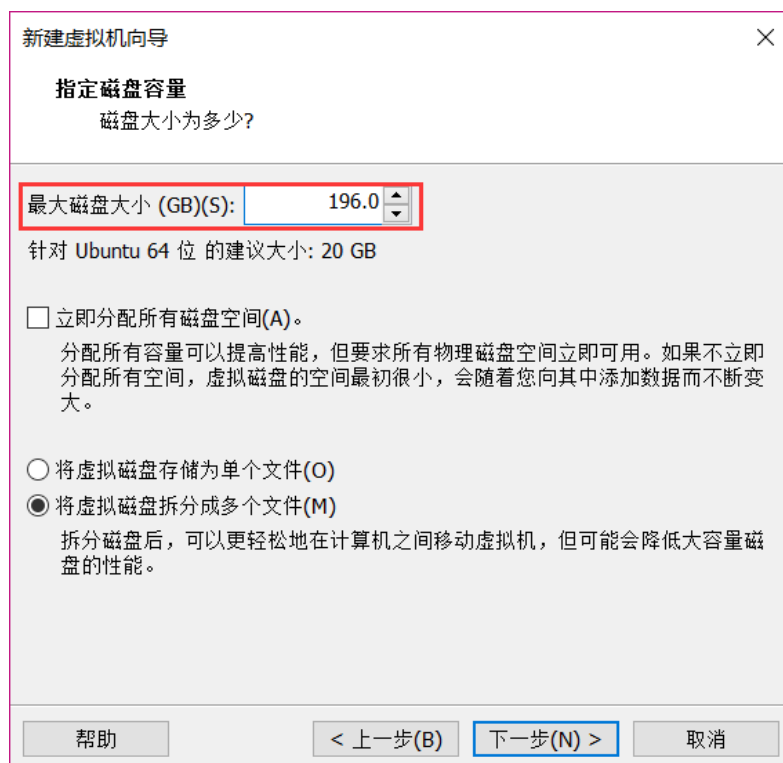 新建虚拟机向导
指定磁盘容量
磁盘大小为多少?
最大磁盘大小 (GB)(S): 196.0
针对 Ubuntu 64 位 的建议大小: 20 GB
立即分配所有磁盘空间(A)。
分配所有容量可以提高性能，但要求所有物理磁盘空间立即可用。如果不立即
分配所有空间，虚拟磁盘的空间最初很小，会随着您向其中添加数据而不断变
大。
将虚拟磁盘存储为单个文件(O)
将虚拟磁盘拆分成多个文件(M)
拆分磁盘后，可以更轻松地在计算机之间移动虚拟机，但可能会降低大容量磁
盘的性能。
帮助 < 上一步(B) 下一步(N) > 取消